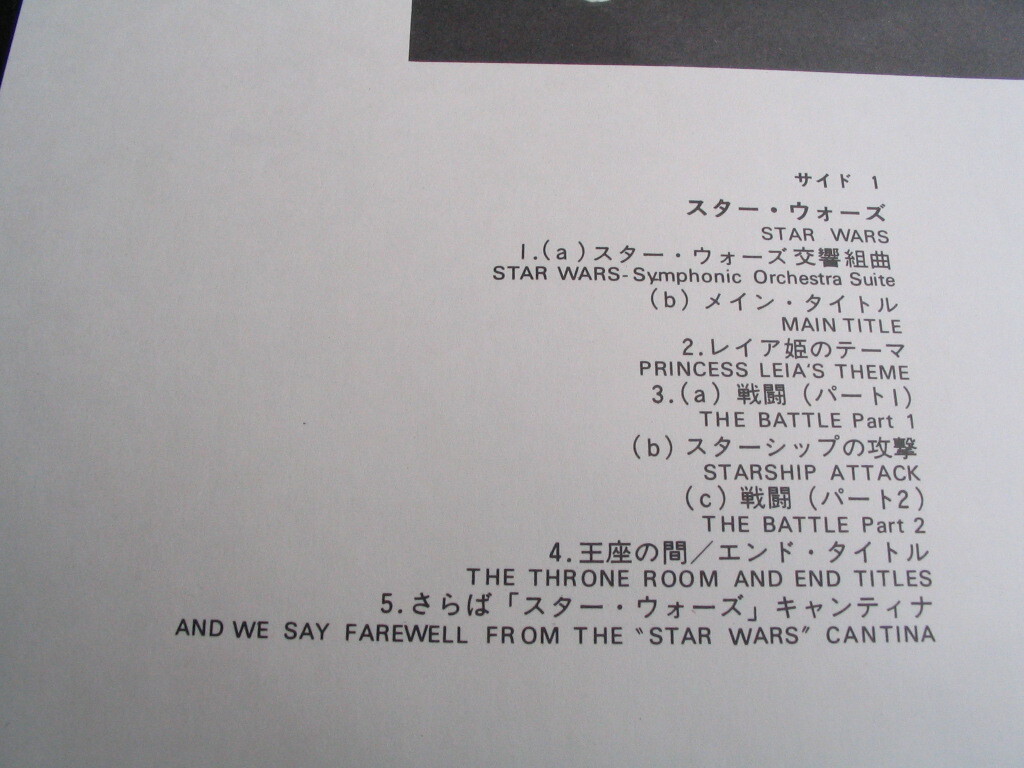 サイド 1
スター・ウォーズ
STAR WARS
1.(a)スター・ウォーズ交響組曲
STAR WARS-Symphonic Orchestra Suite
(b) メイン・タイトル
MAIN TITLE
2.レイア姫のテーマ
PRINCESS LEIA'S THEME
3.(a) 戦闘 (パート1)
THE BATTLE Part 1
(b) スターシップの攻撃
STARSHIP ATTACK
(c) 戦闘 (パート2)
THE BATTLE Part 2
4.王座の間/エンド・タイトル
THE THRONE ROOM AND END TITLES
5.さらば「スター・ウォーズ」キャンティナ
AND WE SAY FAREWELL FROM THE "STAR WARS" CANTINA